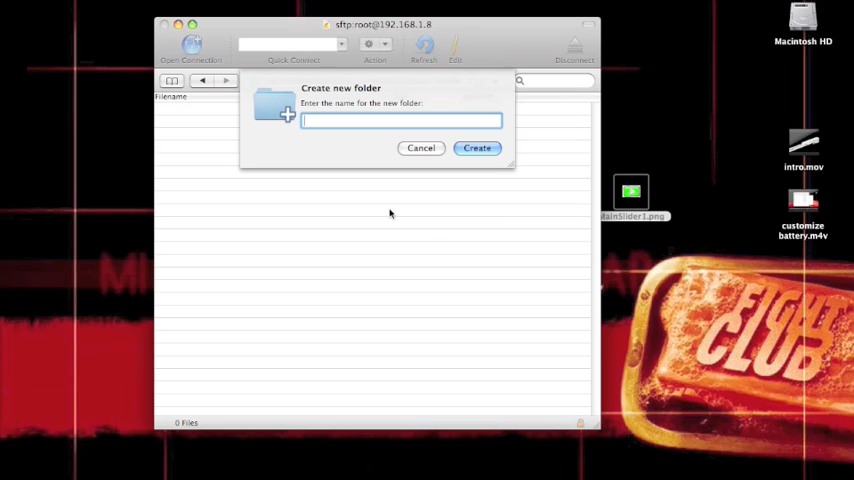 sftp:root@192.168.1.8
Open Connection
Quick Connect
Action
Refresh
Edit
Disconnect
Filename
Create new folder
Enter the name for the new folder:
Cancel
Create
0 Files
Macintosh HD
intro.mov
MainSlider1.png
customize
battery.m4v
FIGHT
CLUB